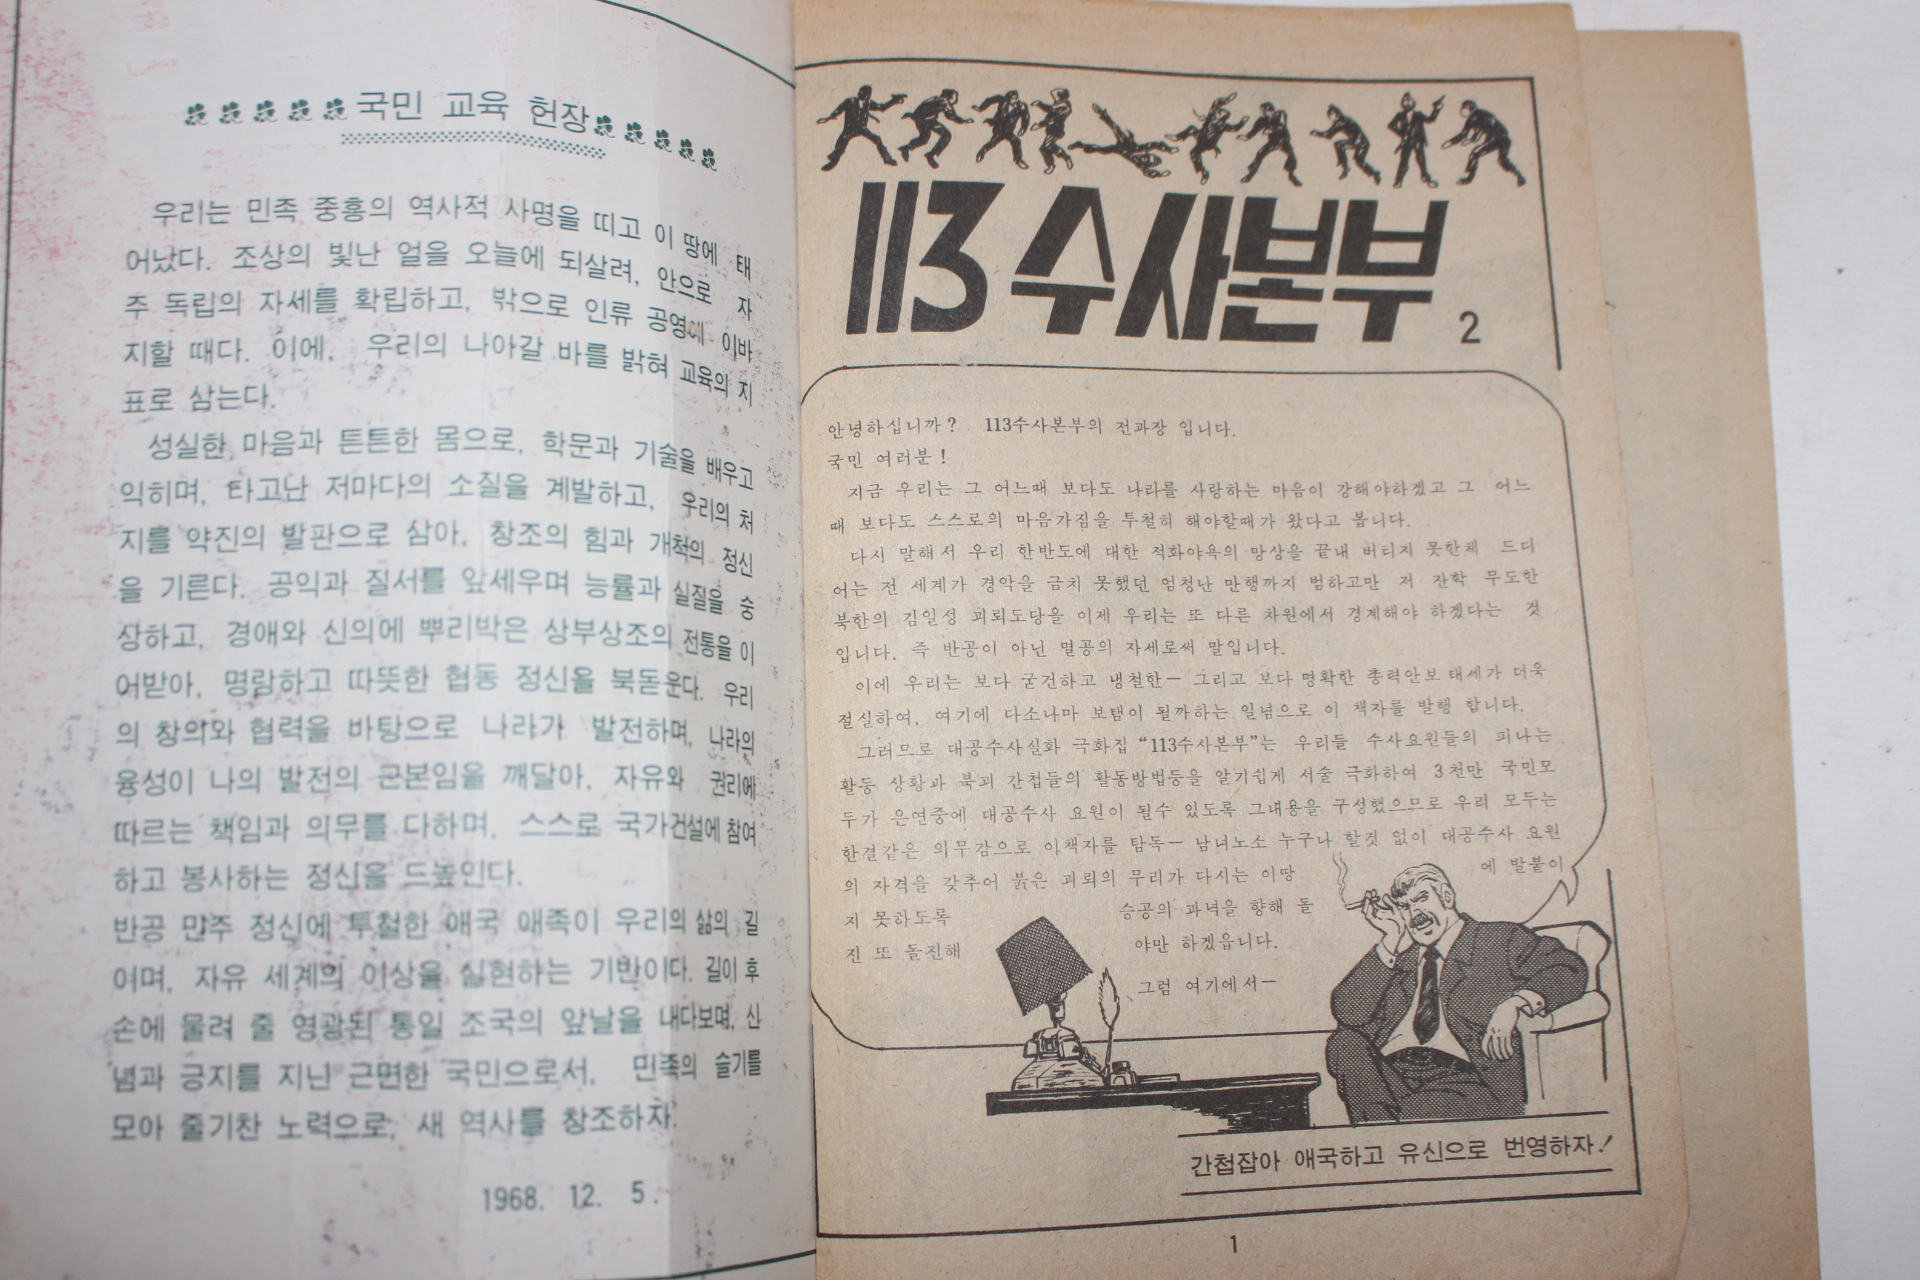 국민 교육 헌장
우리는 민족 중흥의 역사적 사명을 띠고 이 땅에 태
어났다. 조상의 빛난 얼을 오늘에 되살려, 안으로 자
주 독립의 자세를 확립하고, 밖으로 인류 공영에 이바
지할 때다. 이에, 우리의 나아갈 바를 밝혀 교육의 지
표로 삼는다.
성실한 마음과 튼튼한 몸으로, 학문과 기술을 배우고
익히며, 타고난 저마다의 소질을 계발하고, 우리의 처
지를 약진의 발판으로 삼아, 창조의 힘과 개척의 정신
을 기른다. 공익과 질서를 앞세우며 능률과 실질을 숭
상하고, 경애와 신의에 뿌리박은 상부상조의 전통을 이
어받아, 명랑하고 따뜻한 협동 정신을 북돋운다. 우리
의 창의와 협력을 바탕으로 나라가 발전하며, 나라의
융성이 나의 발전의 근본임을 깨달아, 자유와 권리에
따르는 책임과 의무를 다하며, 스스로 국가건설에 참여
하고 봉사하는 정신을 드높인다.
반공 민주 정신에 투철한 애국 애족이 우리의 삶의 길
이며, 자유 세계의 이상을 실현하는 기반이다. 길이 후
손에 물려 줄 영광된 통일 조국의 앞날을 내다보며, 신
념과 긍지를 지닌 근면한 국민으로서, 민족의 슬기를
모아 줄기찬 노력으로, 새 역사를 창조하자.
1968. 12. 5.
113 수사본부 2
안녕하십니까? 113수사본부의 전과장 입니다.
국민 여러분!
지금 우리는 그 어느때 보다도 나라를 사랑하는 마음이 강해야하겠고 그 어느
때 보다도 스스로의 마음가짐을 투철히 해야할때가 왔다고 봅니다.
다시 말해서 우리 한반도에 대한 적화야욕의 망상을 끝내 버티지 못한체 드디
어는 전 세계가 경악을 금치 못했던 엄청난 만행까지 범하고만 저 잔학 무도한
북한의 김일성 괴뢰도당을 이제 우리는 또 다른 차원에서 경계해야 하겠다는 것
입니다. 즉 반공이 아닌 멸공의 자세로써 말입니다.
이에 우리는 보다 굳건하고 냉철한— 그리고 보다 명확한 총력안보 태세가 더욱
절실하여, 여기에 다소나마 보탬이 될까하는 일념으로 이 책자를 발행 합니다.
그러므로 대공수사실화 극화집 “113수사본부”는 우리들 수사요원들의 피나는
활동 상황과 북괴 간첩들의 활동방법등을 알기쉽게 서술 극화하여 3천만 국민모
두가 은연중에 대공수사 요원이 될수 있도록 그내용을 구성했으므로 우리 모두는
한결같은 의무감으로 이책자를 탐독— 남녀노소 누구나 할것 없이 대공수사 요원
의 자격을 갖추어 붉은 괴뢰의 무리가 다시는 이땅에 발붙이
지 못하도록 승공의 과녁을 향해 돌
진 또 돌진해야만 하겠읍니다.
그럼 여기에서—
간첩잡아 애국하고 유신으로 번영하자!
1